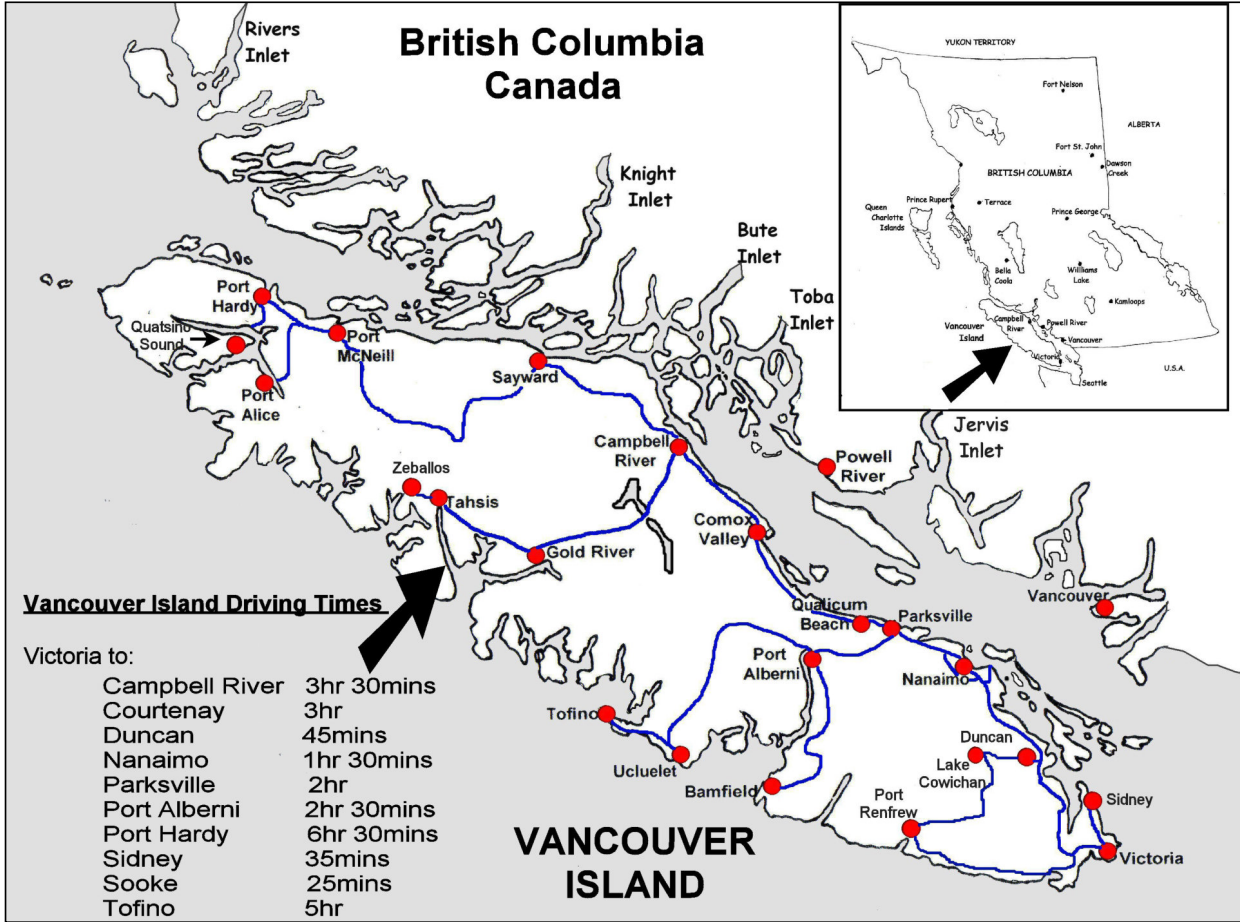 British Columbia
Canada
Rivers
Inlet
Knight
Inlet
Bute
Inlet
Toba
Inlet
Jervis
Inlet
YUKON TERRITORY
Fort Nelson
ALBERTA
Fort St. John
Dawson
Creek
BRITISH COLUMBIA
Prince Rupert
Terrace
Queen
Charlotte
Islands
Prince George
Bella
Coola
Williams
Lake
Kamloops
Campbell
River
Powell River
Vancouver
Island
Vancouver
Victoria
Seattle
U.S.A.
Port
Hardy
Quatsino
Sound
Port
McNeill
Port
Alice
Sayward
Campbell
River
Powell
River
Zeballos
Tahsis
Gold River
Comox
Valley
Qualicum
Beach
Parksville
Vancouver
Port
Alberni
Nanaimo
Tofino
Ucluelet
Bamfield
Duncan
Lake
Cowichan
Port
Renfrew
Sidney
Victoria
VANCOUVER
ISLAND
Vancouver Island Driving Times
Victoria to:
Campbell River 3hr 30mins
Courtenay 3hr
Duncan 45mins
Nanaimo 1hr 30mins
Parksville 2hr
Port Alberni 2hr 30mins
Port Hardy 6hr 30mins
Sidney 35mins
Sooke 25mins
Tofino 5hr